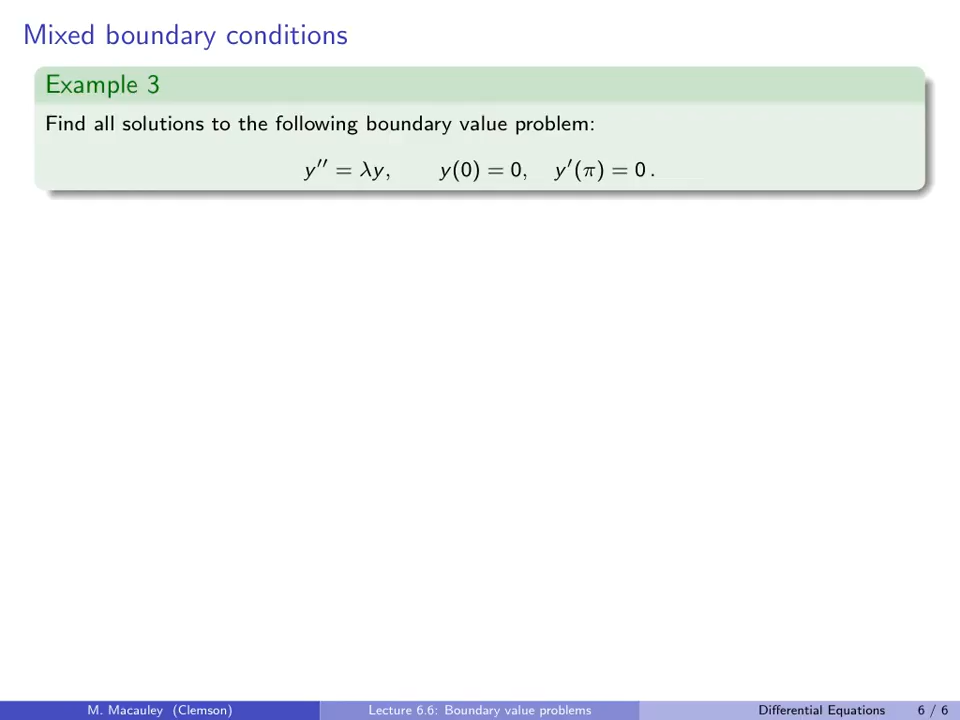 Mixed boundary conditions
Example 3
Find all solutions to the following boundary value problem:
y′′ = λy, y(0) = 0, y′(π) = 0 .
M. Macauley (Clemson) Lecture 6.6: Boundary value problems Differential Equations 6 / 6